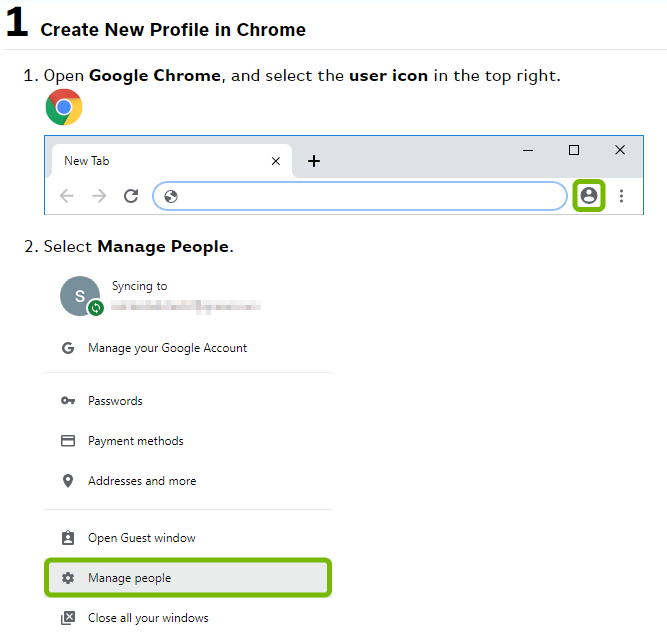 1 Create New Profile in Chrome
1. Open Google Chrome, and select the user icon in the top right.
New Tab
2. Select Manage People.
S
Syncing to
Manage your Google Account
Passwords
Payment methods
Addresses and more
Open Guest window
Manage people
Close all your windows